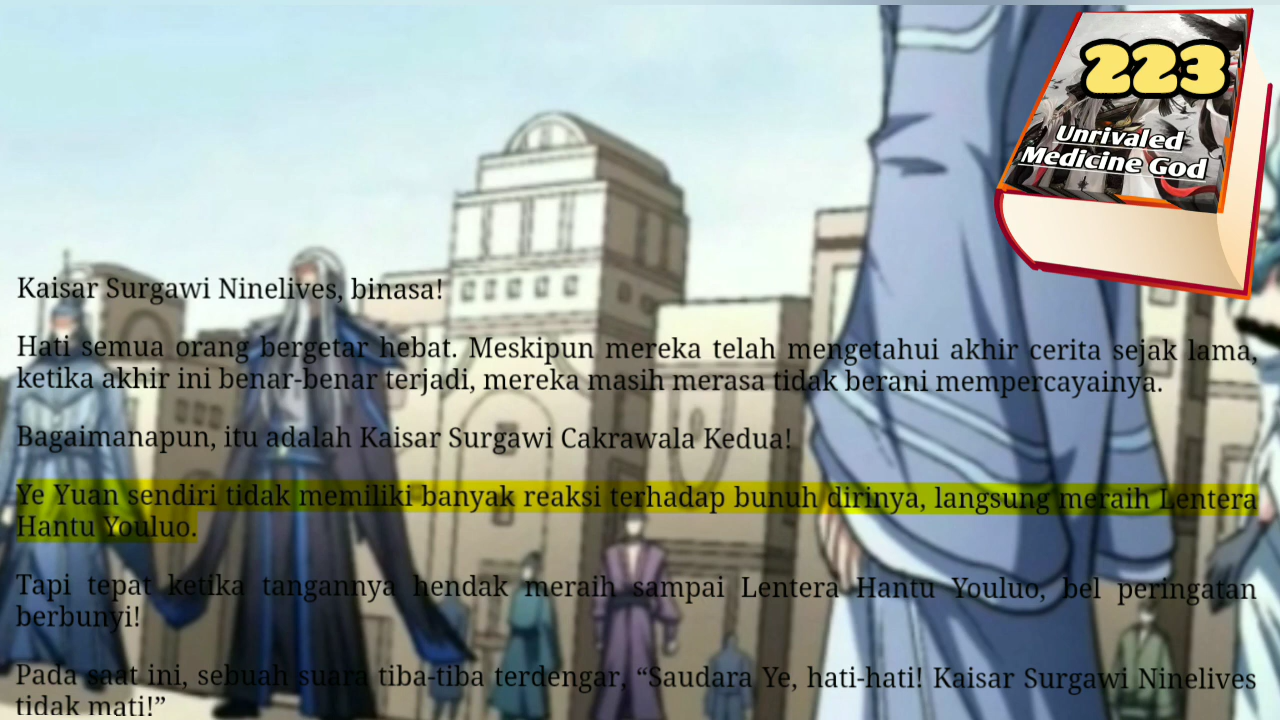 223
Unrivaled
Medicine God
Kaisar Surgawi Ninelives, binasa!
Hati semua orang bergetar hebat. Meskipun mereka telah mengetahui akhir cerita sejak lama,
ketika akhir ini benar-benar terjadi, mereka masih merasa tidak berani mempercayainya.
Bagaimanapun, itu adalah Kaisar Surgawi Cakrawala Kedua!
Ye Yuan sendiri tidak memiliki banyak reaksi terhadap bunuh dirinya, langsung meraih Lentera
Hantu Youluo.
Tapi tepat ketika tangannya hendak meraih sampai Lentera Hantu Youluo, bel peringatan
berbunyi!
Pada saat ini, sebuah suara tiba-tiba terdengar, “Saudara Ye, hati-hati! Kaisar Surgawi Ninelives
tidak mati!”